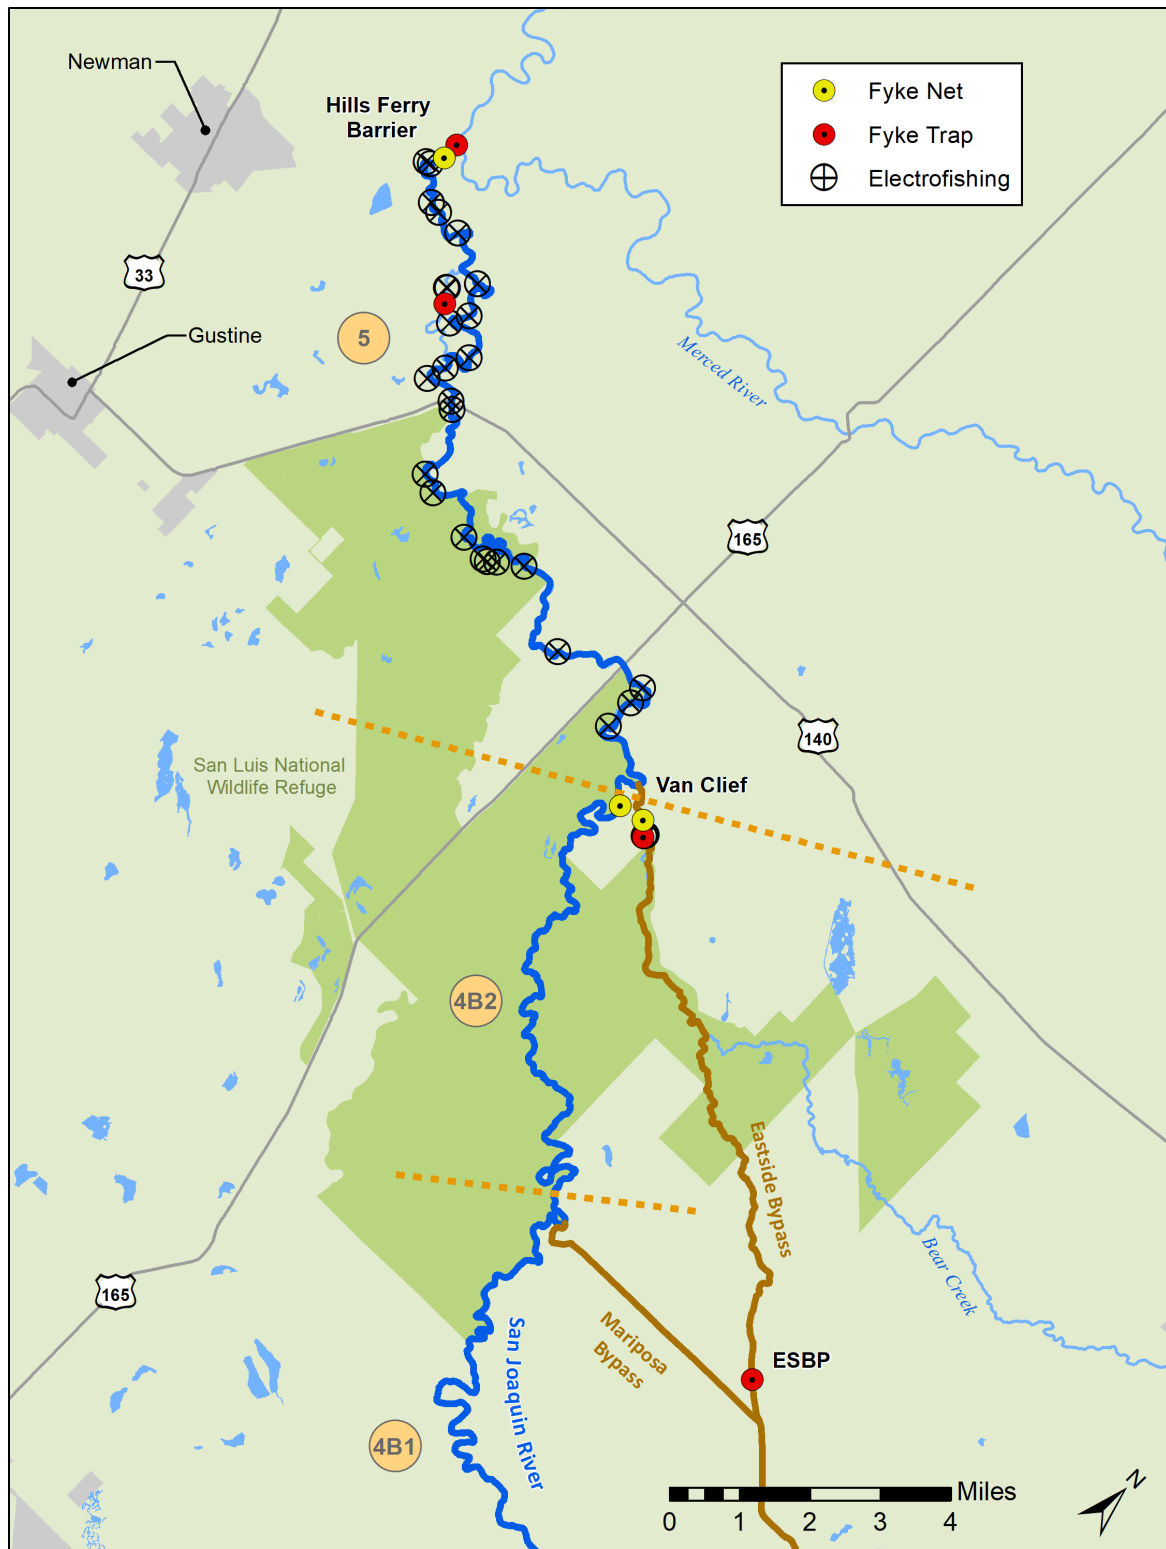 Newman
Hills Ferry
Barrier
Fyke Net
Fyke Trap
Electrofishing
33
5
Gustine
Merced River
165
140
San Luis National
Wildlife Refuge
Van Clief
4B2
Eastside Bypass
Bear Creek
165
Mariposa
Bypass
San Joaquin River
ESBP
4B1
N
Miles
0 1 2 3 4